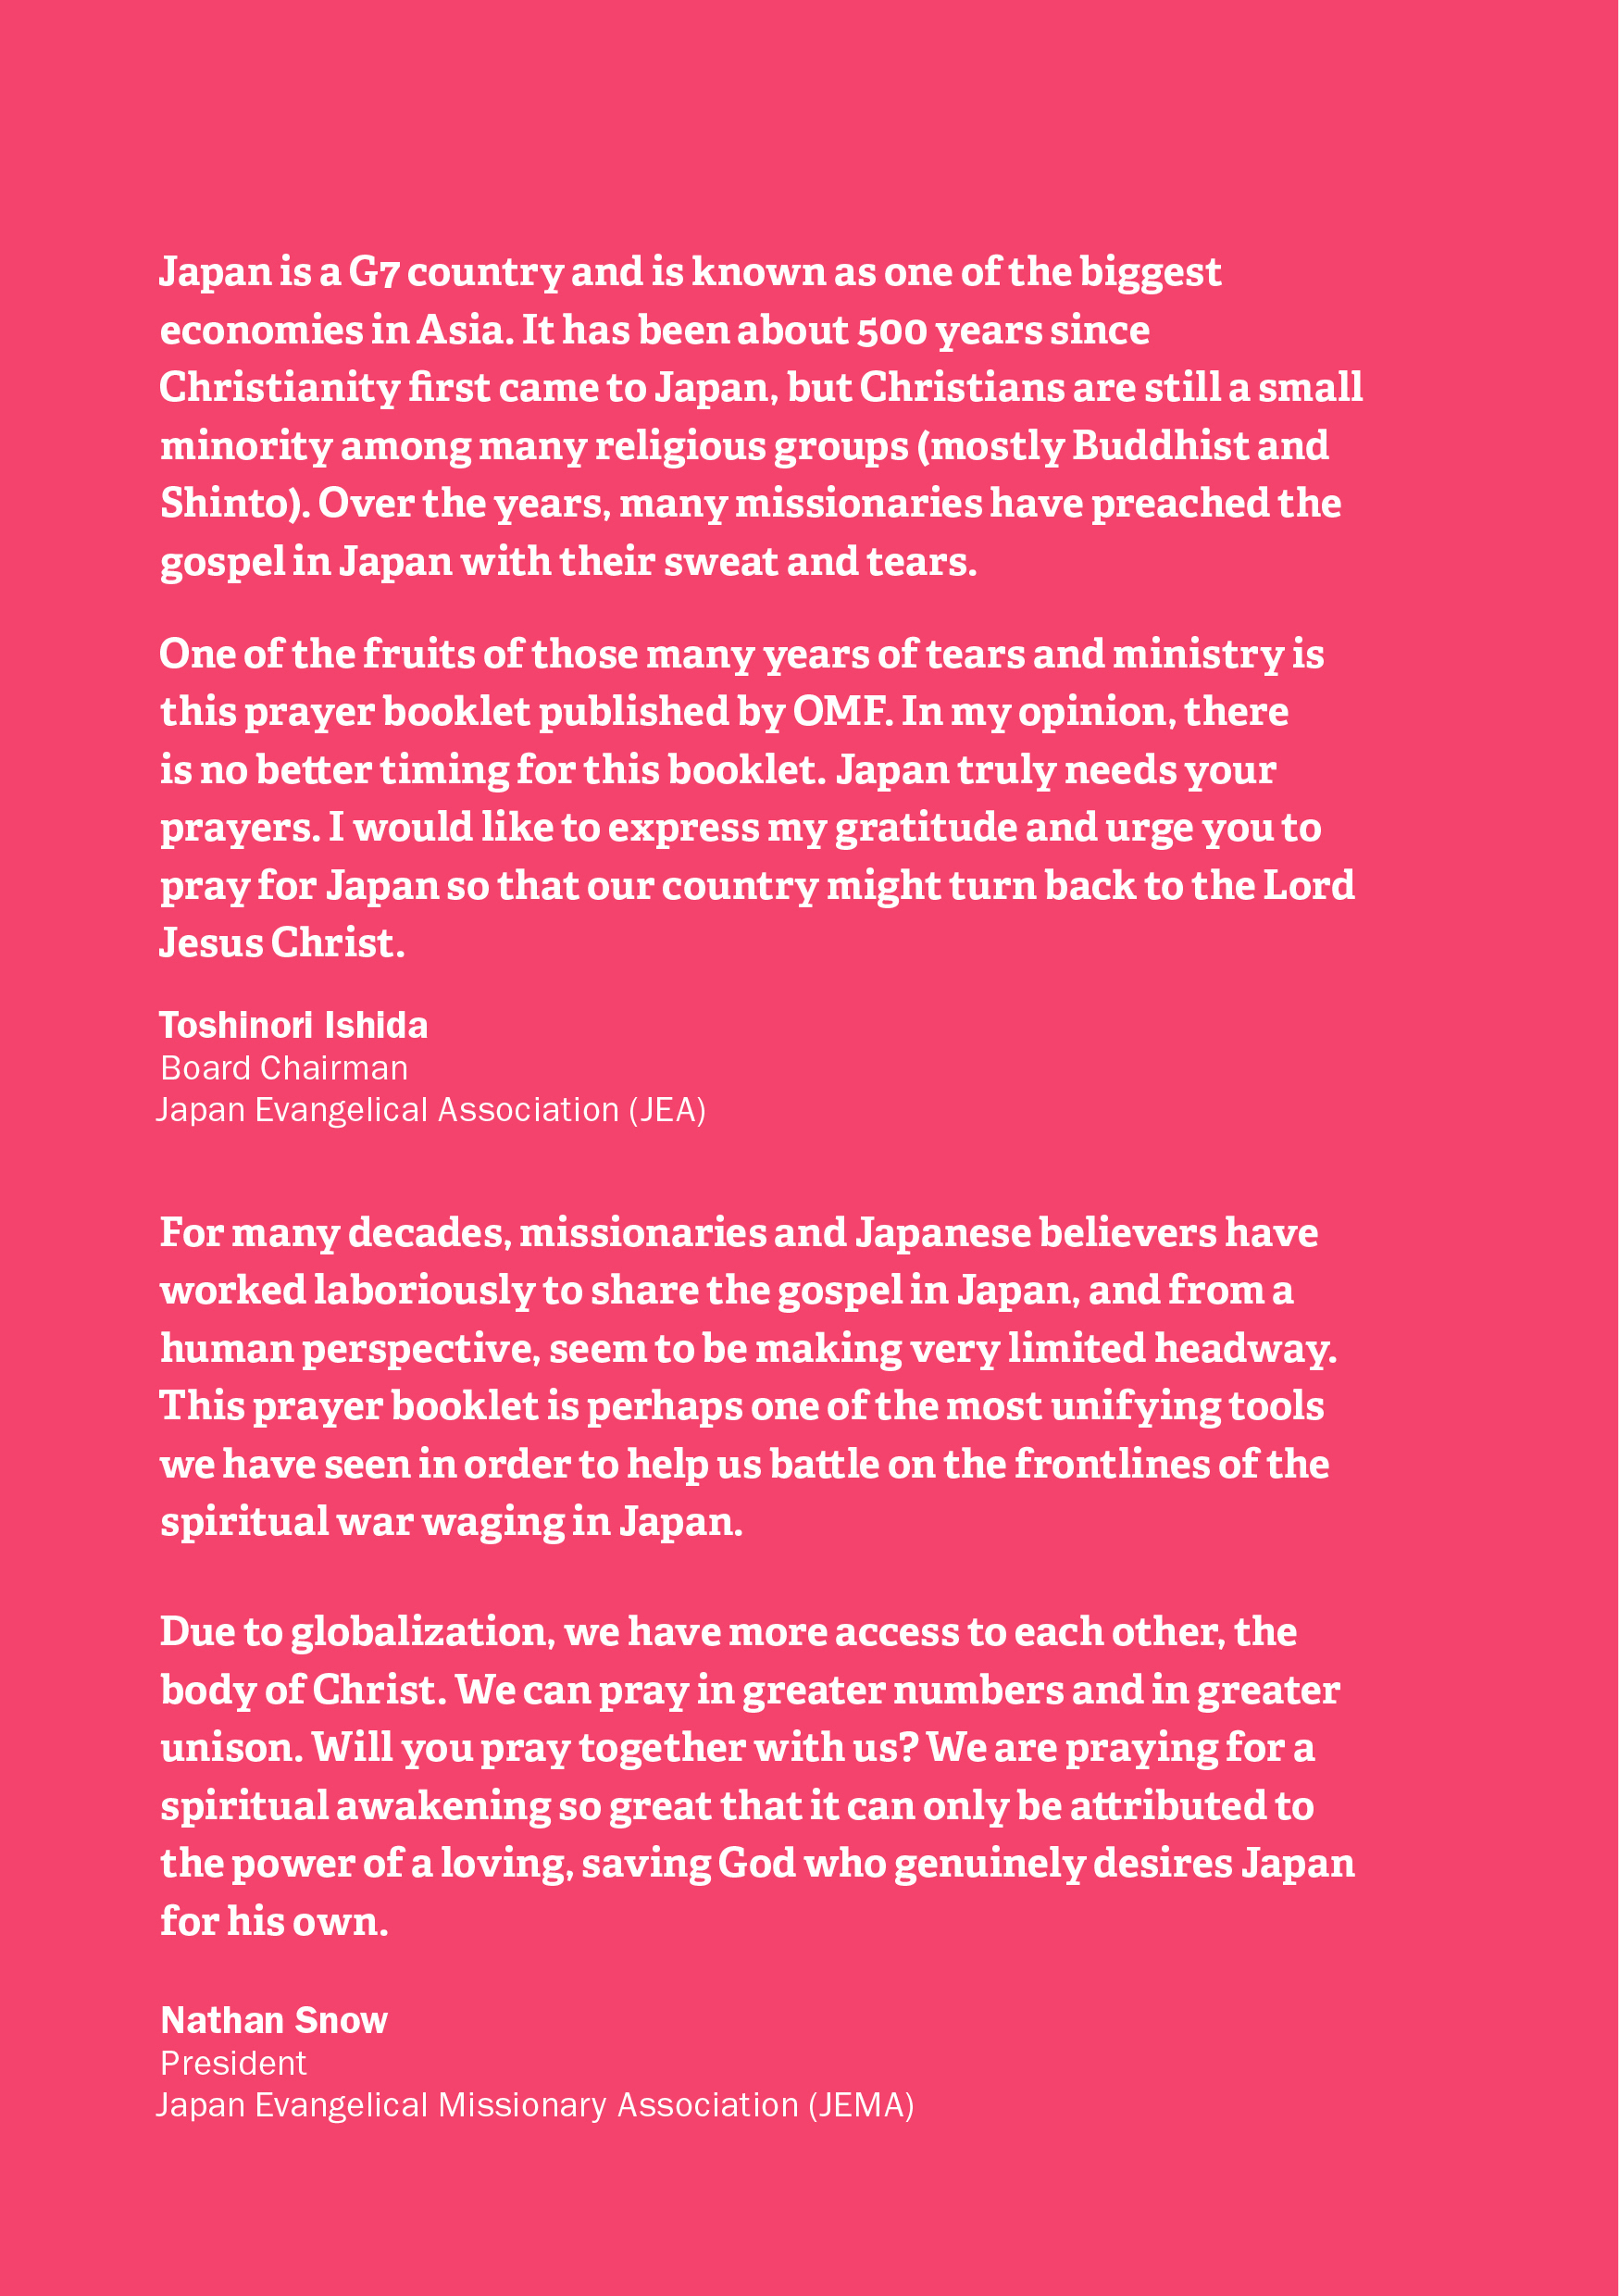 Japan is a G7 country and is known as one of the biggest
economies in Asia. It has been about 500 years since
Christianity first came to Japan, but Christians are still a small
minority among many religious groups (mostly Buddhist and
Shinto). Over the years, many missionaries have preached the
gospel in Japan with their sweat and tears.
One of the fruits of those many years of tears and ministry is
this prayer booklet published by OMF. In my opinion, there
is no better timing for this booklet. Japan truly needs your
prayers. I would like to express my gratitude and urge you to
pray for Japan so that our country might turn back to the Lord
Jesus Christ.
Toshinori Ishida
Board Chairman
Japan Evangelical Association (JEA)
For many decades, missionaries and Japanese believers have
worked laboriously to share the gospel in Japan, and from a
human perspective, seem to be making very limited headway.
This prayer booklet is perhaps one of the most unifying tools
we have seen in order to help us battle on the frontlines of the
spiritual war waging in Japan.
Due to globalization, we have more access to each other, the
body of Christ. We can pray in greater numbers and in greater
unison. Will you pray together with us? We are praying for a
spiritual awakening so great that it can only be attributed to
the power of a loving, saving God who genuinely desires Japan
for his own.
Nathan Snow
President
Japan Evangelical Missionary Association (JEMA)